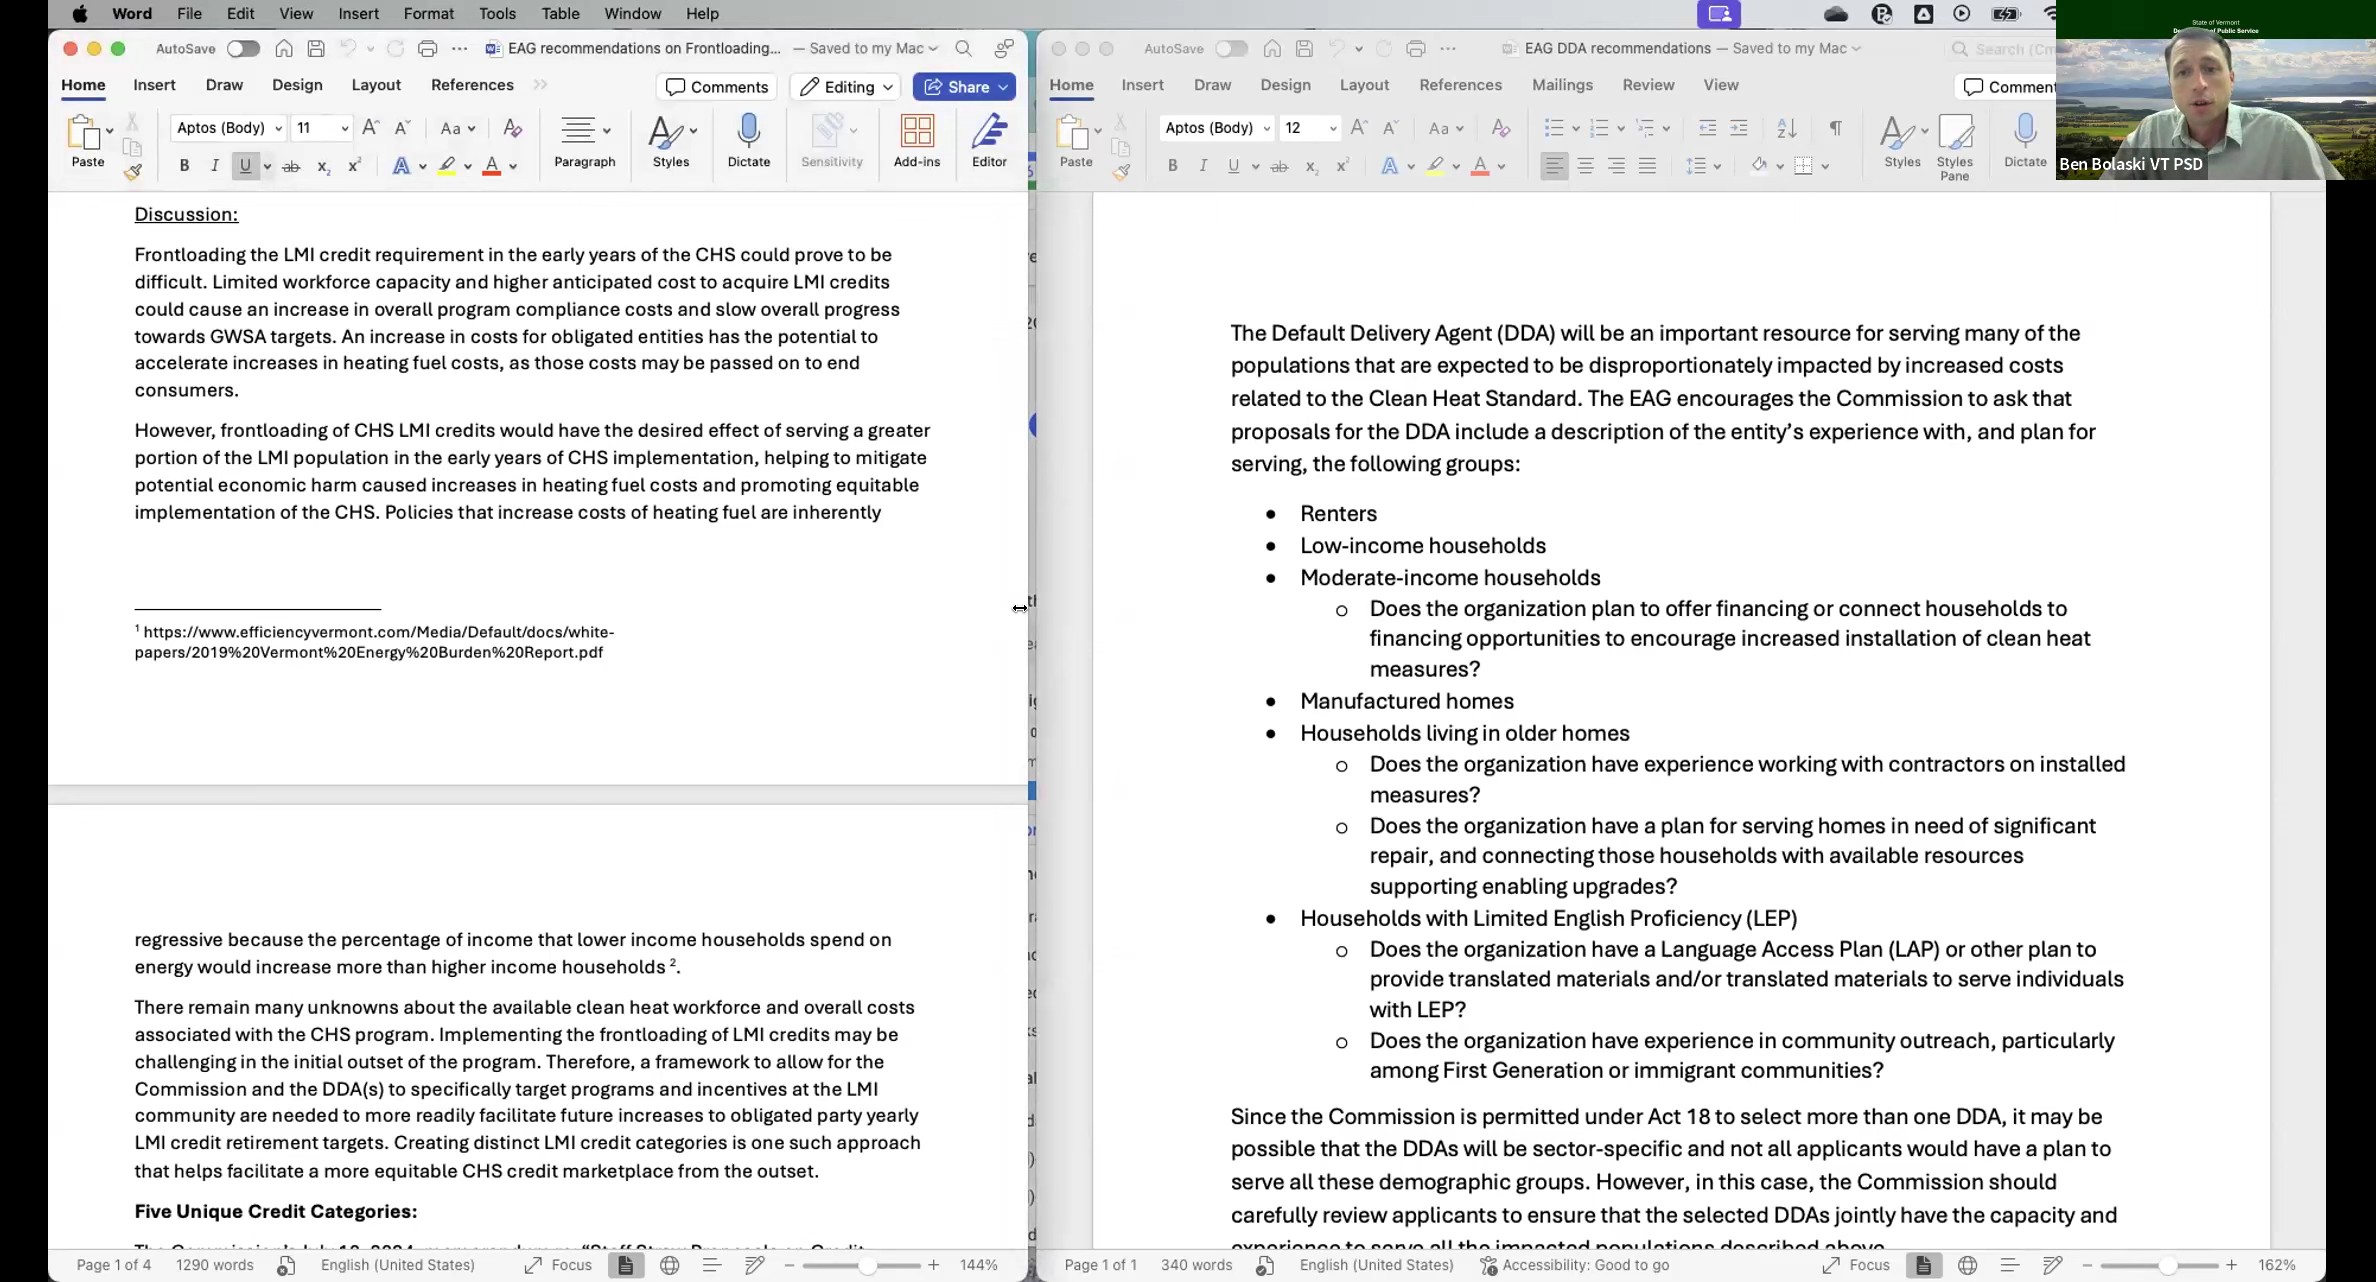 Word File Edit View Insert Format Tools Table Window Help
AutoSave EAG recommendations on Frontloading... — Saved to my Mac
Home Insert Draw Design Layout References Comments Editing Share
Aptos (Body) 11
Paste Paragraph Styles Dictate Sensitivity Add-ins Editor
Discussion:
Frontloading the LMI credit requirement in the early years of the CHS could prove to be
difficult. Limited workforce capacity and higher anticipated cost to acquire LMI credits
could cause an increase in overall program compliance costs and slow overall progress
towards GWSA targets. An increase in costs for obligated entities has the potential to
accelerate increases in heating fuel costs, as those costs may be passed on to end
consumers.
However, frontloading of CHS LMI credits would have the desired effect of serving a greater
portion of the LMI population in the early years of CHS implementation, helping to mitigate
potential economic harm caused increases in heating fuel costs and promoting equitable
implementation of the CHS. Policies that increase costs of heating fuel are inherently
1 https://www.efficiencyvermont.com/Media/Default/docs/white-
papers/2019%20Vermont%20Energy%20Burden%20Report.pdf
regressive because the percentage of income that lower income households spend on
energy would increase more than higher income households 2.
There remain many unknowns about the available clean heat workforce and overall costs
associated with the CHS program. Implementing the frontloading of LMI credits may be
challenging in the initial outset of the program. Therefore, a framework to allow for the
Commission and the DDA(s) to specifically target programs and incentives at the LMI
community are needed to more readily facilitate future increases to obligated party yearly
LMI credit retirement targets. Creating distinct LMI credit categories is one such approach
that helps facilitate a more equitable CHS credit marketplace from the outset.
Five Unique Credit Categories:
Page 1 of 4 1290 words English (United States) Focus 144%
AutoSave EAG DDA recommendations — Saved to my Mac Search
Home Insert Draw Design Layout References Mailings Review View Comment
Aptos (Body) 12
Paste Styles Styles Pane Dictate
The Default Delivery Agent (DDA) will be an important resource for serving many of the
populations that are expected to be disproportionately impacted by increased costs
related to the Clean Heat Standard. The EAG encourages the Commission to ask that
proposals for the DDA include a description of the entity's experience with, and plan for
serving, the following groups:
• Renters
• Low-income households
• Moderate-income households
o Does the organization plan to offer financing or connect households to
financing opportunities to encourage increased installation of clean heat
measures?
• Manufactured homes
• Households living in older homes
o Does the organization have experience working with contractors on installed
measures?
o Does the organization have a plan for serving homes in need of significant
repair, and connecting those households with available resources
supporting enabling upgrades?
• Households with Limited English Proficiency (LEP)
o Does the organization have a Language Access Plan (LAP) or other plan to
provide translated materials and/or translated materials to serve individuals
with LEP?
o Does the organization have experience in community outreach, particularly
among First Generation or immigrant communities?
Since the Commission is permitted under Act 18 to select more than one DDA, it may be
possible that the DDAs will be sector-specific and not all applicants would have a plan to
serve all these demographic groups. However, in this case, the Commission should
carefully review applicants to ensure that the selected DDAs jointly have the capacity and
experience to serve all the impacted populations described above.
Page 1 of 1 340 words English (United States) Accessibility: Good to go Focus 162%
State of Vermont
of Public Service
Ben Bolaski VT PSD